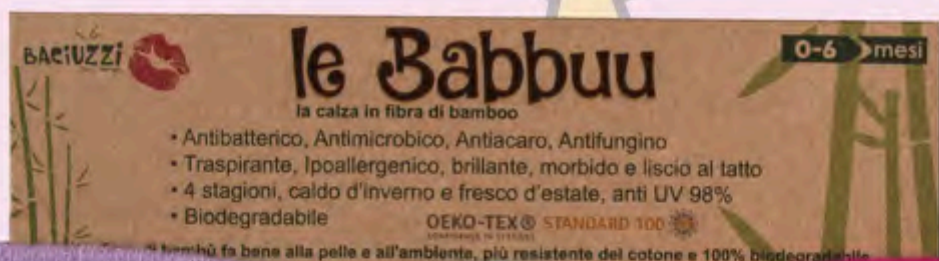 BACIUZZI
le Babbuu
0-6 mesi
la calza in fibra di bamboo
• Antibatterico, Antimicrobico, Antiacaro, Antifungino
• Traspirante, Ipoallergenico, brillante, morbido e liscio al tatto
• 4 stagioni, caldo d'inverno e fresco d'estate, anti UV 98%
• Biodegradabile
OEKO-TEX® STANDARD 100
bambù fa bene alla pelle e all'ambiente, più resistente del cotone e 100% biodegradabile